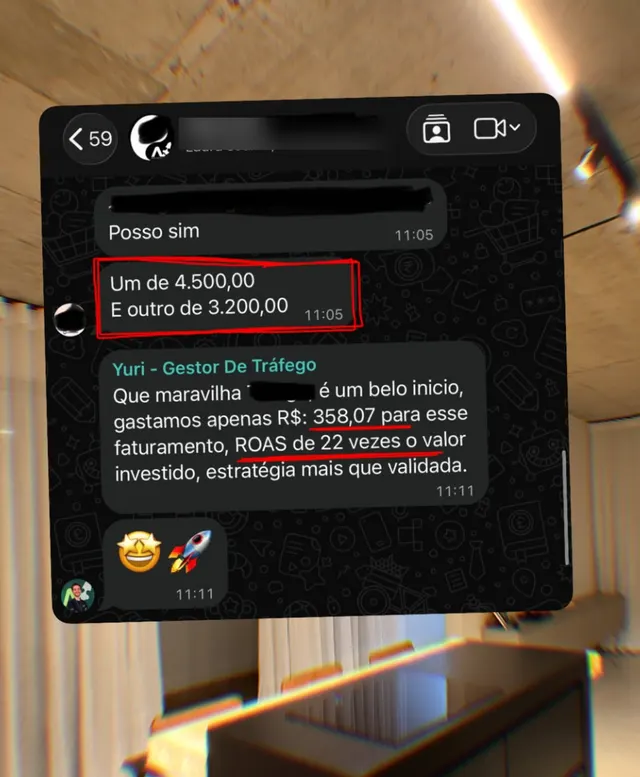 59
Posso sim
11:05
Um de 4.500,00
E outro de 3.200,00
11:05
Yuri - Gestor De Tráfego
Que maravilha é um belo inicio,
gastamos apenas R$: 358,07 para esse
faturamento, ROAS de 22 vezes o valor
investido, estratégia mais que validada.
11:11
11:11